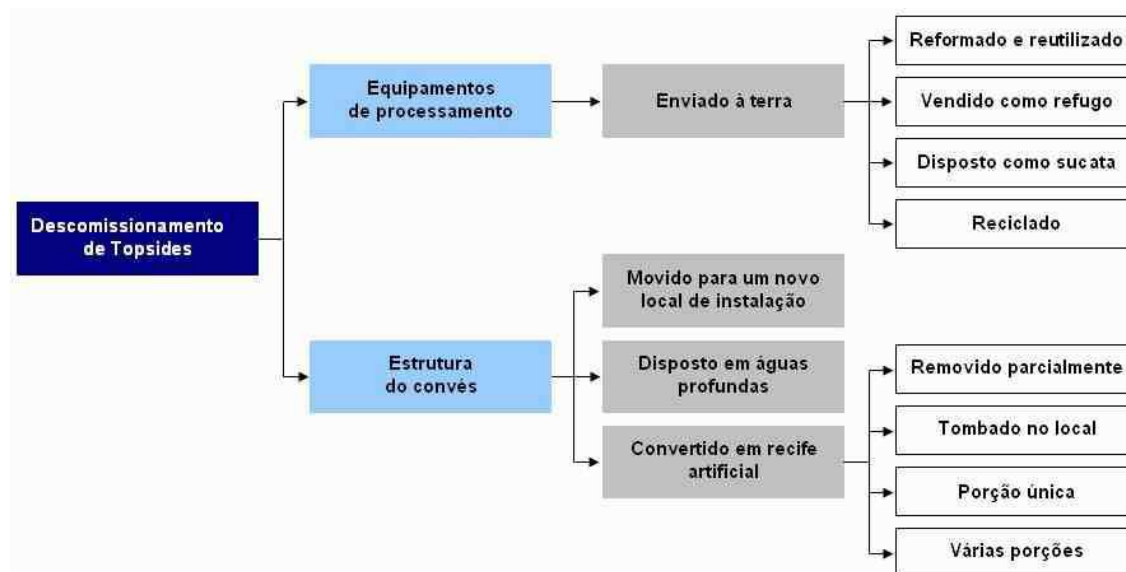 Descomissionamento
de Topsides
Equipamentos
de processamento
Enviado à terra
Reformado e reutilizado
Vendido como refugo
Disposto como sucata
Reciclado
Estrutura
do convés
Movido para um novo
local de instalação
Disposto em águas
profundas
Convertido em recife
artificial
Removido parcialmente
Tombado no local
Porção única
Várias porções